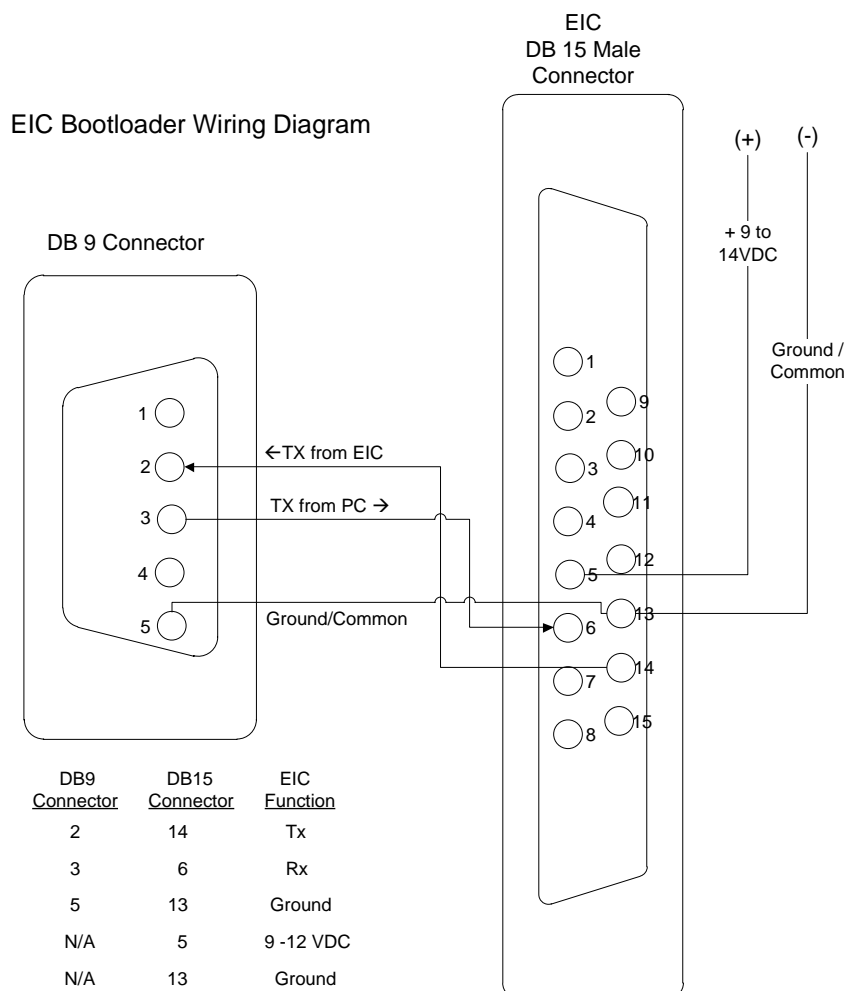 EIC
DB 15 Male
Connector
EIC Bootloader Wiring Diagram
(+)
(-)
+ 9 to
14VDC
DB 9 Connector
Ground /
Common
1
2
3
4
5
←TX from EIC
TX from PC →
Ground/Common
1
2
3
4
5
6
7
8
9
10
11
12
13
14
15
DB9 Connector DB15 Connector EIC Function
2 14 Tx
3 6 Rx
5 13 Ground
N/A 5 9 -12 VDC
N/A 13 Ground